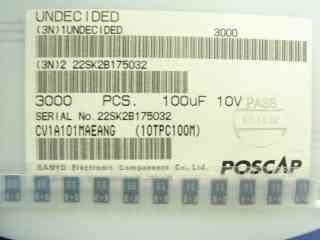 UNDECIDED
(3N)1UNDECIDED 3000
(3N)2 22SK2B175032
3000 PCS. 100uF 10V PASS
SERIAL No.22SK2B175032
CV1A101MAEANG (10TPC100M)
SANYO Electronic Components Co., Ltd. POSCAP